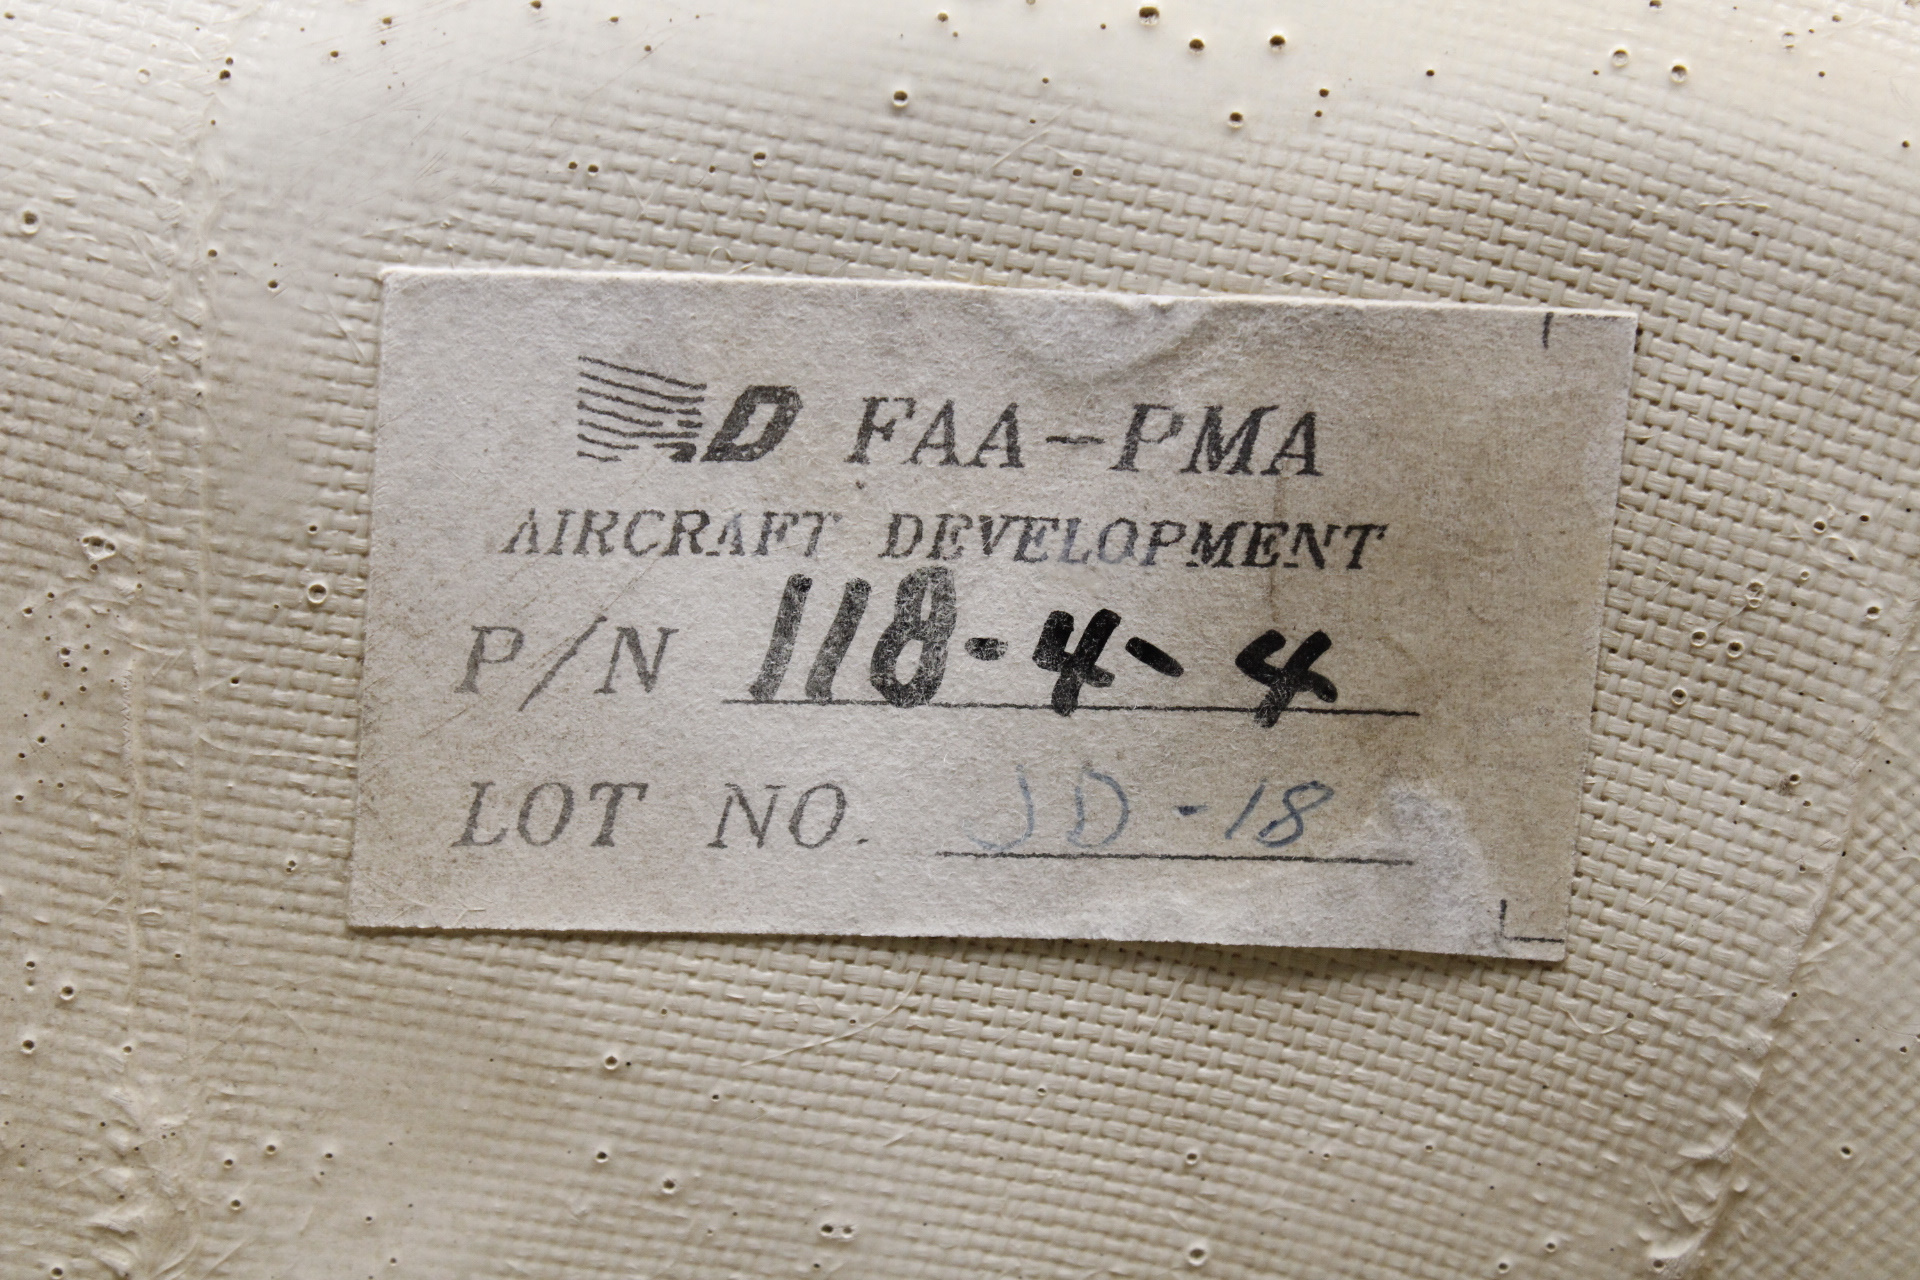 AD FAA-PMA
AIRCRAFT DEVELOPMENT
P/N 118-4-4
LOT NO. JD-18